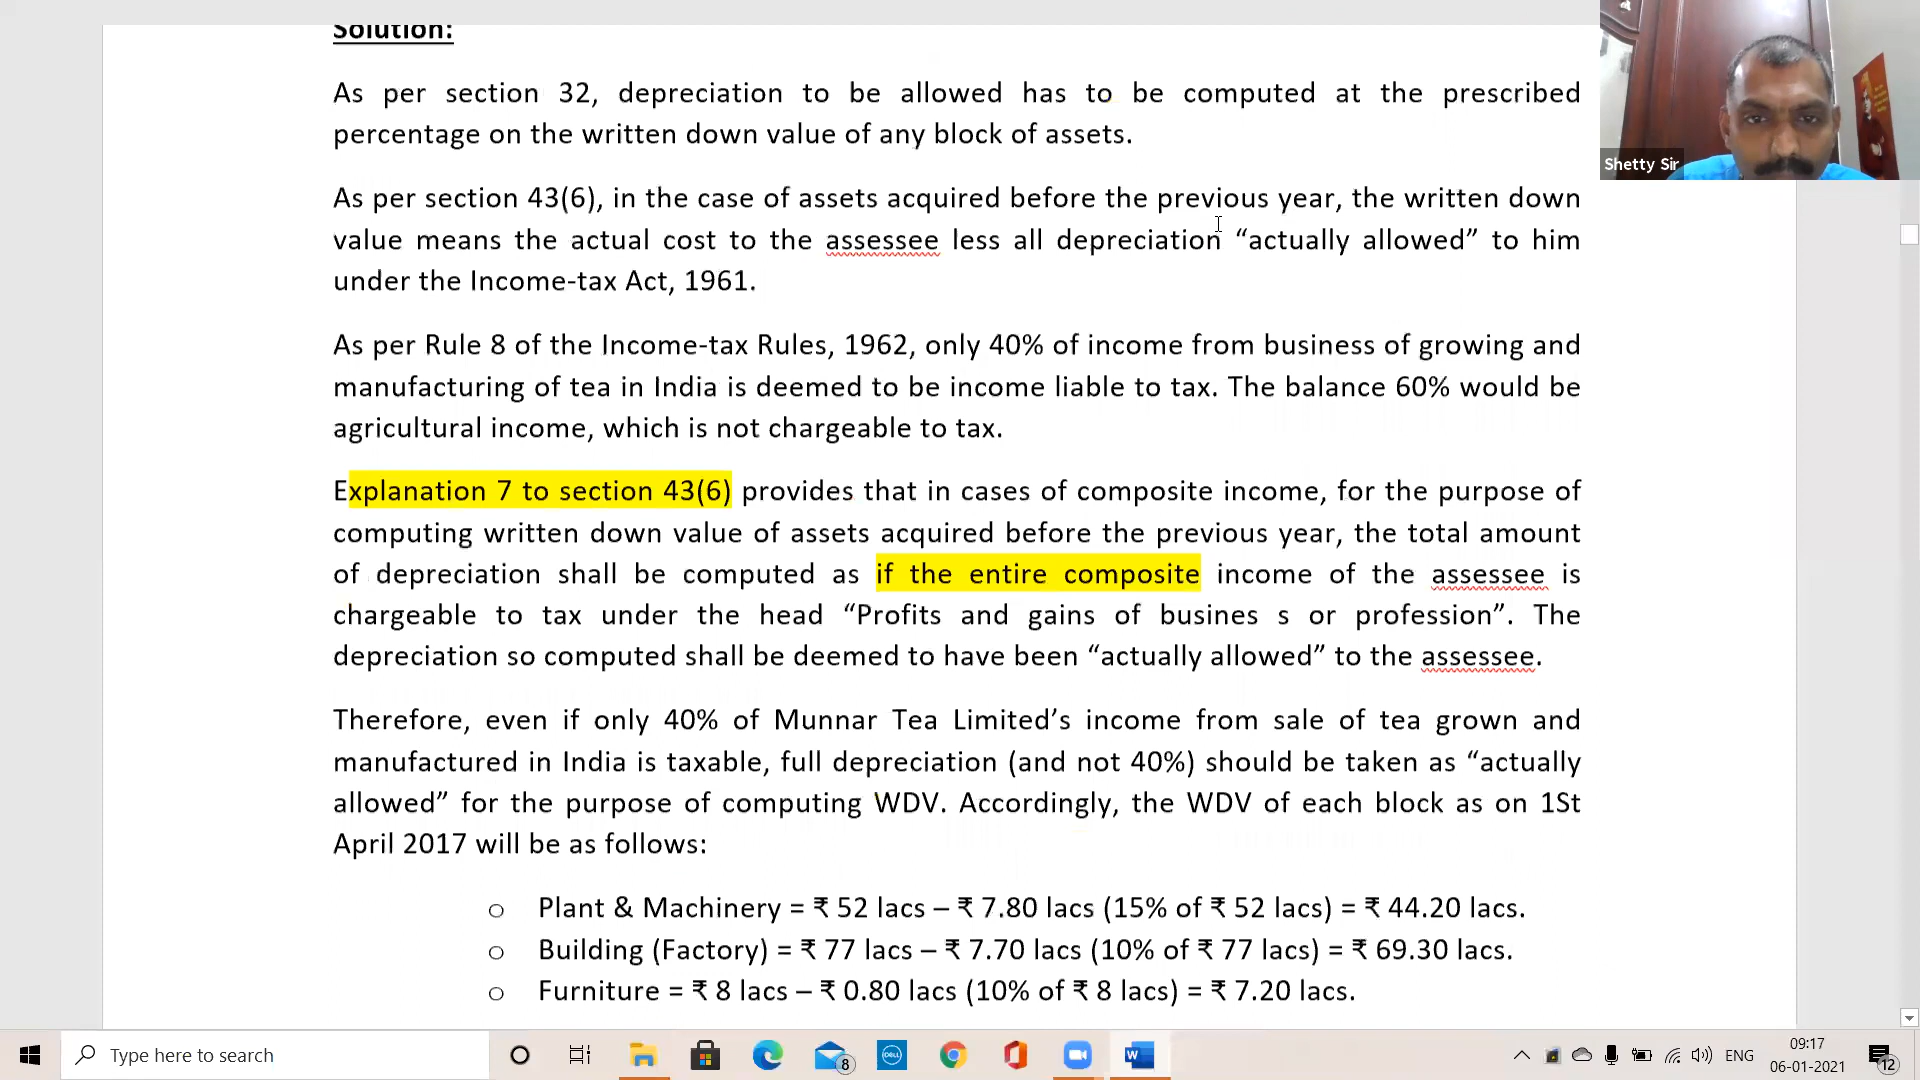 Solution:
As per section 32, depreciation to be allowed has to be computed at the prescribed
percentage on the written down value of any block of assets.
Shetty Sir
As per section 43(6), in the case of assets acquired before the previous year, the written down
value means the actual cost to the assessee less all depreciation “actually allowed” to him
under the Income-tax Act, 1961.
As per Rule 8 of the Income-tax Rules, 1962, only 40% of income from business of growing and
manufacturing of tea in India is deemed to be income liable to tax. The balance 60% would be
agricultural income, which is not chargeable to tax.
Explanation 7 to section 43(6) provides that in cases of composite income, for the purpose of
computing written down value of assets acquired before the previous year, the total amount
of depreciation shall be computed as if the entire composite income of the assessee is
chargeable to tax under the head “Profits and gains of busines s or profession”. The
depreciation so computed shall be deemed to have been “actually allowed” to the assessee.
Therefore, even if only 40% of Munnar Tea Limited’s income from sale of tea grown and
manufactured in India is taxable, full depreciation (and not 40%) should be taken as “actually
allowed” for the purpose of computing WDV. Accordingly, the WDV of each block as on 1St
April 2017 will be as follows:
o Plant & Machinery = ₹ 52 lacs – ₹ 7.80 lacs (15% of ₹ 52 lacs) = ₹ 44.20 lacs.
o Building (Factory) = ₹ 77 lacs – ₹ 7.70 lacs (10% of ₹ 77 lacs) = ₹ 69.30 lacs.
o Furniture = ₹ 8 lacs – ₹ 0.80 lacs (10% of ₹ 8 lacs) = ₹ 7.20 lacs.
Type here to search
8
DELL
W
ENG
09:17
06-01-2021
12